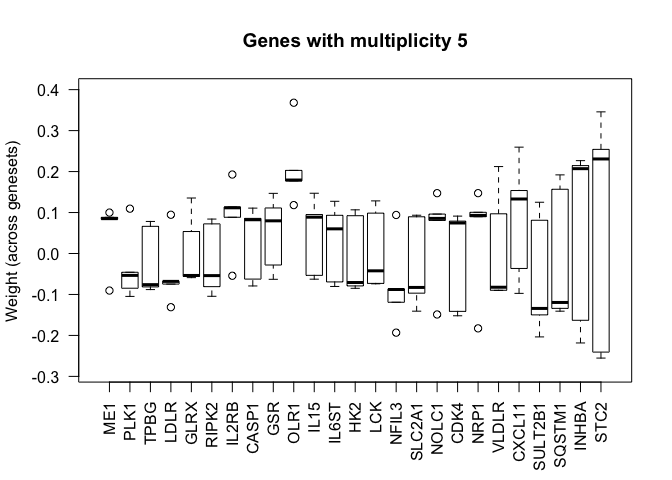 Genes with multiplicity 5
Weight (across genesets)
0.4
0.3
0.2
0.1
0.0
-0.1
-0.2
-0.3
ME1
PLK1
TPBG
LDLR
GLRX
RIPK2
IL2RB
CASP1
GSR
OLR1
IL15
IL6ST
HK2
LCK
NFIL3
SLC2A1
NOLC1
CDK4
NRP1
VLDLR
CXCL11
SULT2B1
SQSTM1
INHBA
STC2